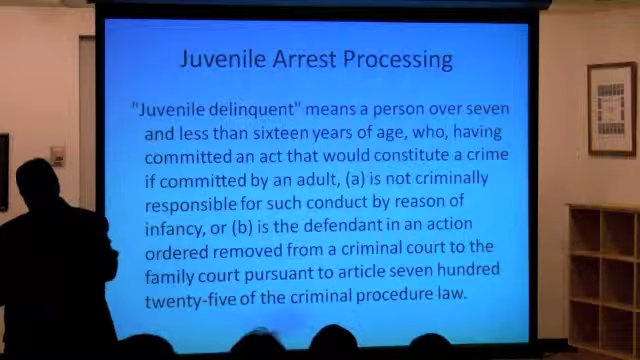 Juvenile Arrest Processing
"Juvenile delinquent" means a person over seven
and less than sixteen years of age, who, having
committed an act that would constitute a crime
if committed by an adult, (a) is not criminally
responsible for such conduct by reason of
infancy, or (b) is the defendant in an action
ordered removed from a criminal court to the
family court pursuant to article seven hundred
twenty-five of the criminal procedure law.